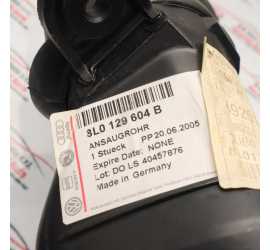 8L0 129 604 B
ANSAUGROHR
1 Stueck PP 20.06.2005
Expire Date: NONE
Lot: DO LS 40457876
Made in Germany